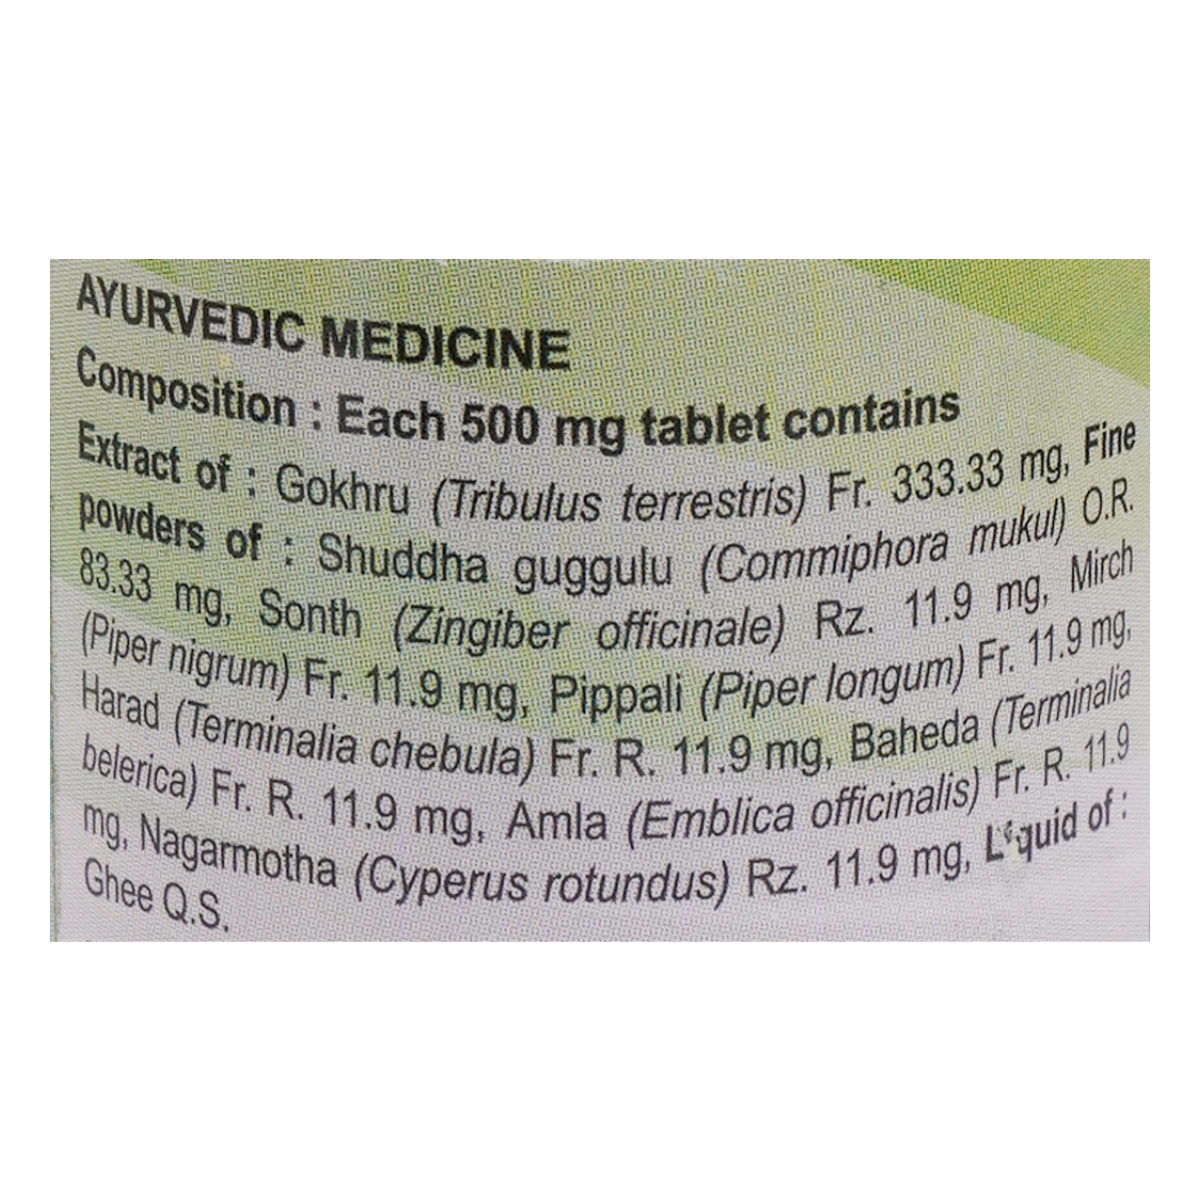 AYURVEDIC MEDICINE
Composition : Each 500 mg tablet contains
Extract of : Gokhru (Tribulus terrestris) Fr. 333.33 mg, Fine
powders of : Shuddha guggulu (Commiphora mukul) O.R.
83.33 mg, Sonth (Zingiber officinale) Rz. 11.9 mg, Mirch
(Piper nigrum) Fr. 11.9 mg, Pippali (Piper longum) Fr. 11.9 mg,
Harad (Terminalia chebula) Fr. R. 11.9 mg, Baheda (Terminalia
belerica) Fr. R. 11.9 mg, Amla (Emblica officinalis) Fr. R. 11.9
mg, Nagarmotha (Cyperus rotundus) Rz. 11.9 mg, Liquid of :
Ghee Q.S.